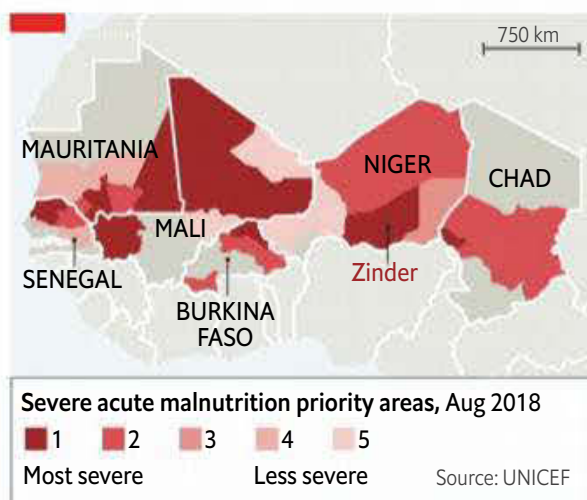 750 km
MAURITANIA
NIGER
CHAD
MALI
SENEGAL
Zinder
BURKINA
FASO
Severe acute malnutrition priority areas, Aug 2018
1 2 3 4 5
Most severe Less severe Source: UNICEF